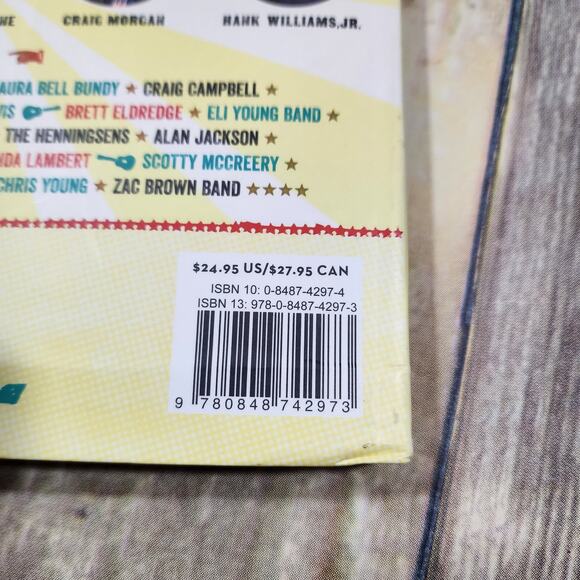 CRAIG MORGAN HANK WILLIAMS, JR.
BELL BUNDY ★ CRAIG CAMPBELL ★
BRETT ELDREDGE ★ ELI YOUNG BAND ★
THE HENNINGSENS ★ ALAN JACKSON ★
LAMBERT SCOTTY MCCREERY ★
CHRIS YOUNG ★ ZAC BROWN BAND ★★★★
$24.95 US/$27.95 CAN
ISBN 10: 0-8487-4297-4
ISBN 13: 978-0-8487-4297-3
9 780848 742973